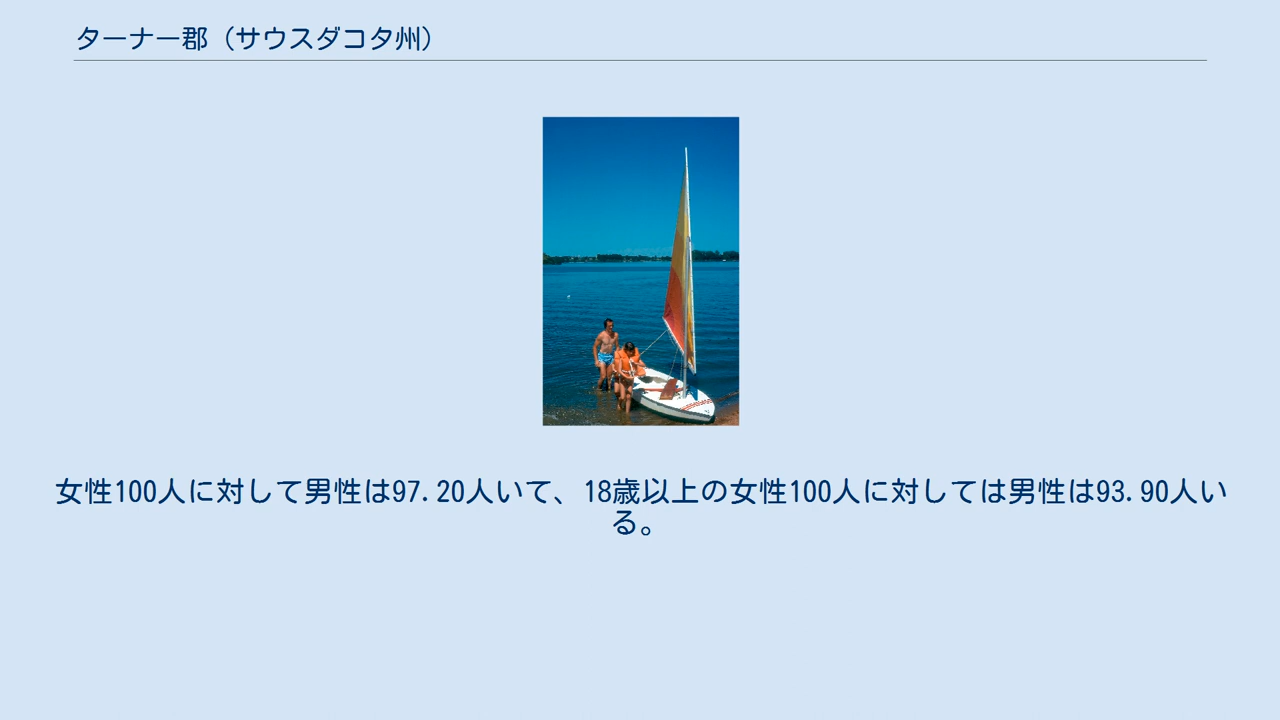 ターナー郡（サウスダコタ州）
女性100人に対して男性は97.20人いて、18歳以上の女性100人に対しては男性は93.90人い
る。